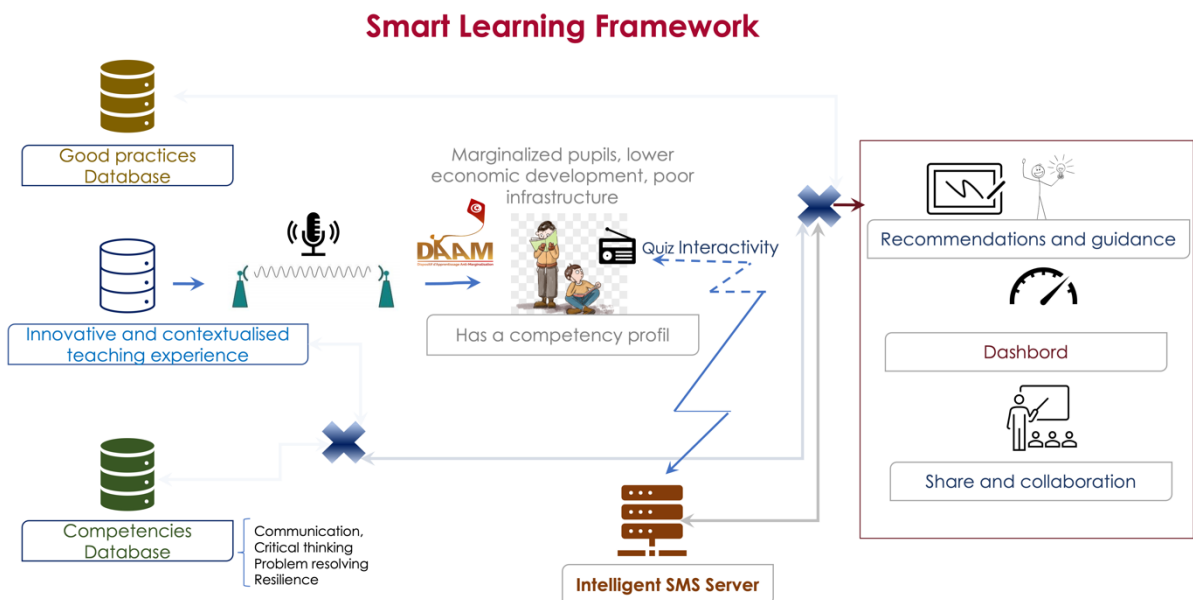 Smart Learning Framework
Good practices
Database
Marginalized pupils, lower
economic development, poor
infrastructure
DAAM
Quiz Interactivity
Has a competency profil
Innovative and contextualised
teaching experience
Recommendations and guidance
Dashbord
Share and collaboration
Competencies
Database
Communication,
Critical thinking
Problem resolving
Resilience
Intelligent SMS Server